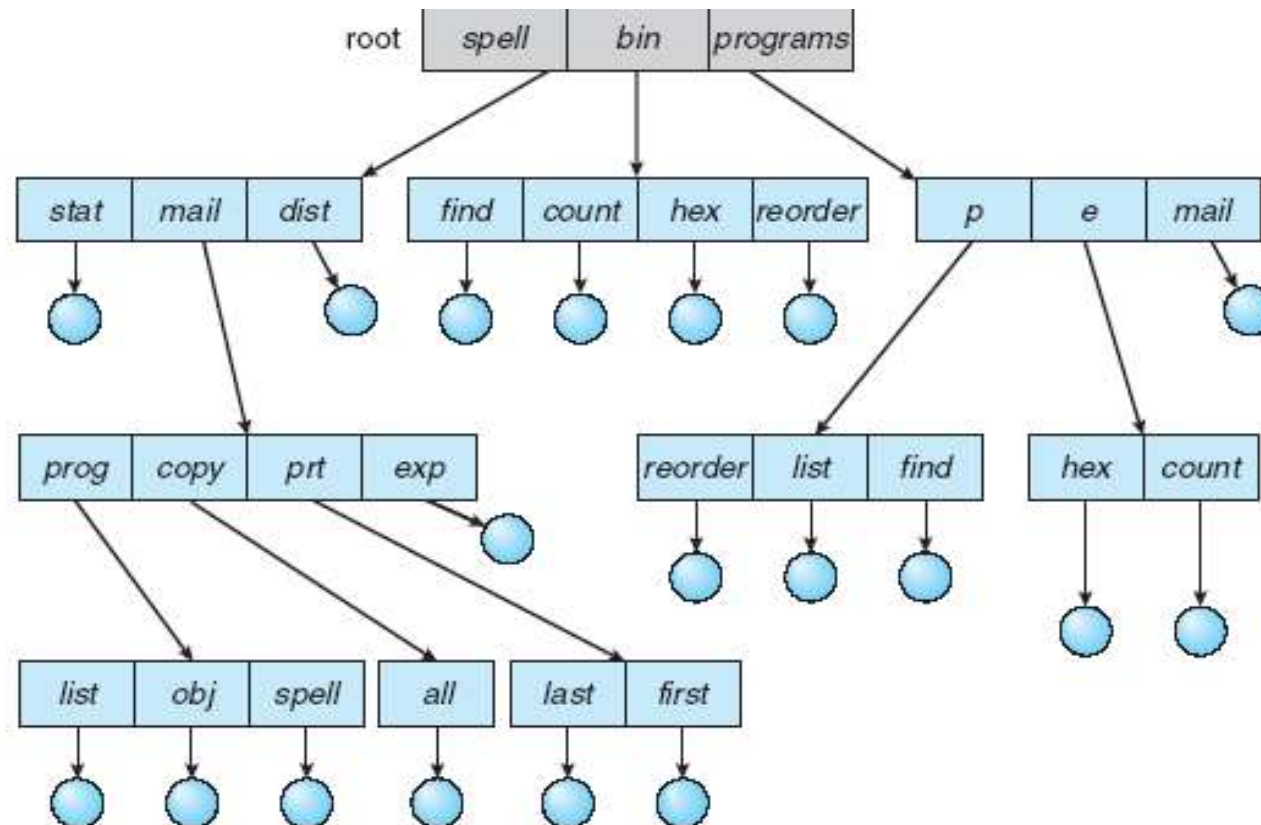 root spell bin programs
stat mail dist find count hex reorder p e mail
prog copy prt exp reorder list find hex count
list obj spell all last first